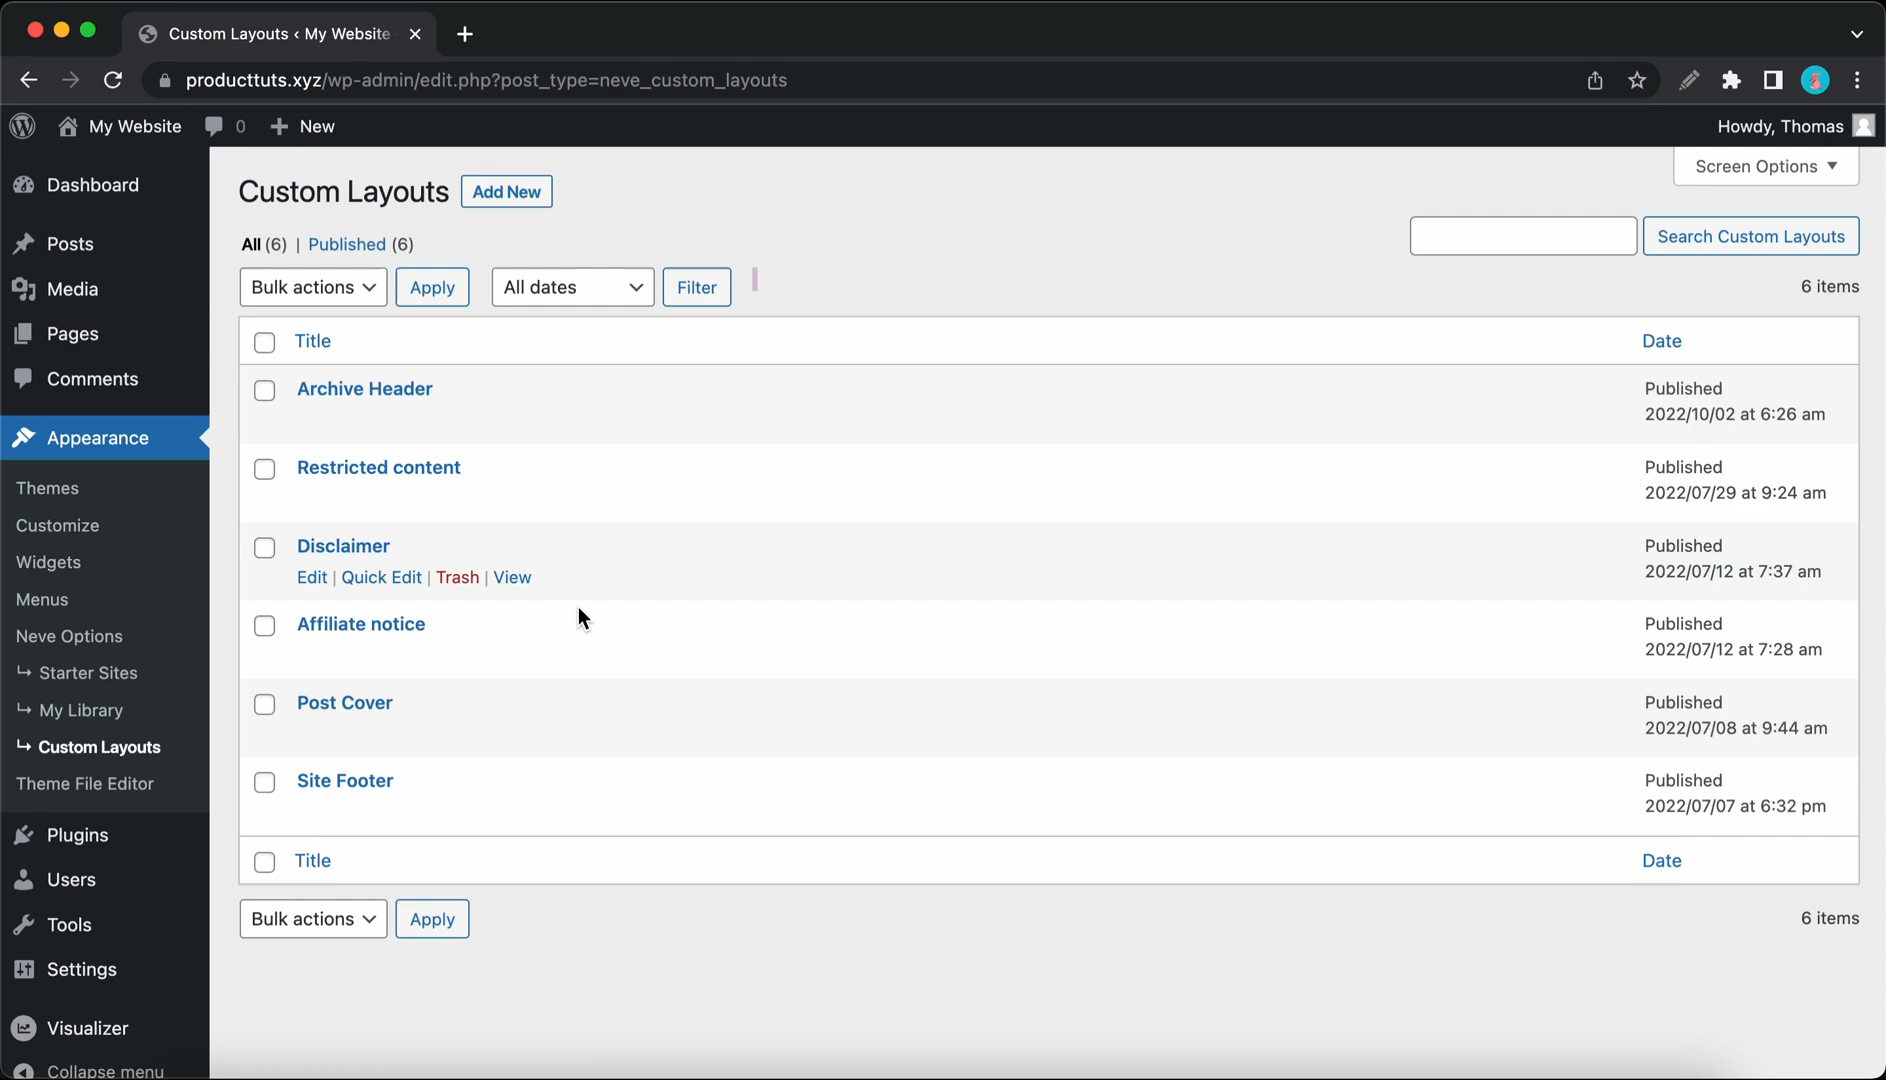 Custom Layouts ‹ My Website
producttuts.xyz/wp-admin/edit.php?post_type=neve_custom_layouts
My Website 0 New Howdy, Thomas
Screen Options
Dashboard
Posts
Media
Pages
Comments
Appearance
Themes
Customize
Widgets
Menus
Neve Options
Starter Sites
My Library
Custom Layouts
Theme File Editor
Plugins
Users
Tools
Settings
Visualizer
Collapse menu
Custom Layouts Add New
All (6) | Published (6)
Search Custom Layouts
Bulk actions Apply All dates Filter 6 items
Title Date
Archive Header Published
2022/10/02 at 6:26 am
Restricted content Published
2022/07/29 at 9:24 am
Disclaimer Published
Edit | Quick Edit | Trash | View 2022/07/12 at 7:37 am
Affiliate notice Published
2022/07/12 at 7:28 am
Post Cover Published
2022/07/08 at 9:44 am
Site Footer Published
2022/07/07 at 6:32 pm
Title Date
Bulk actions Apply 6 items